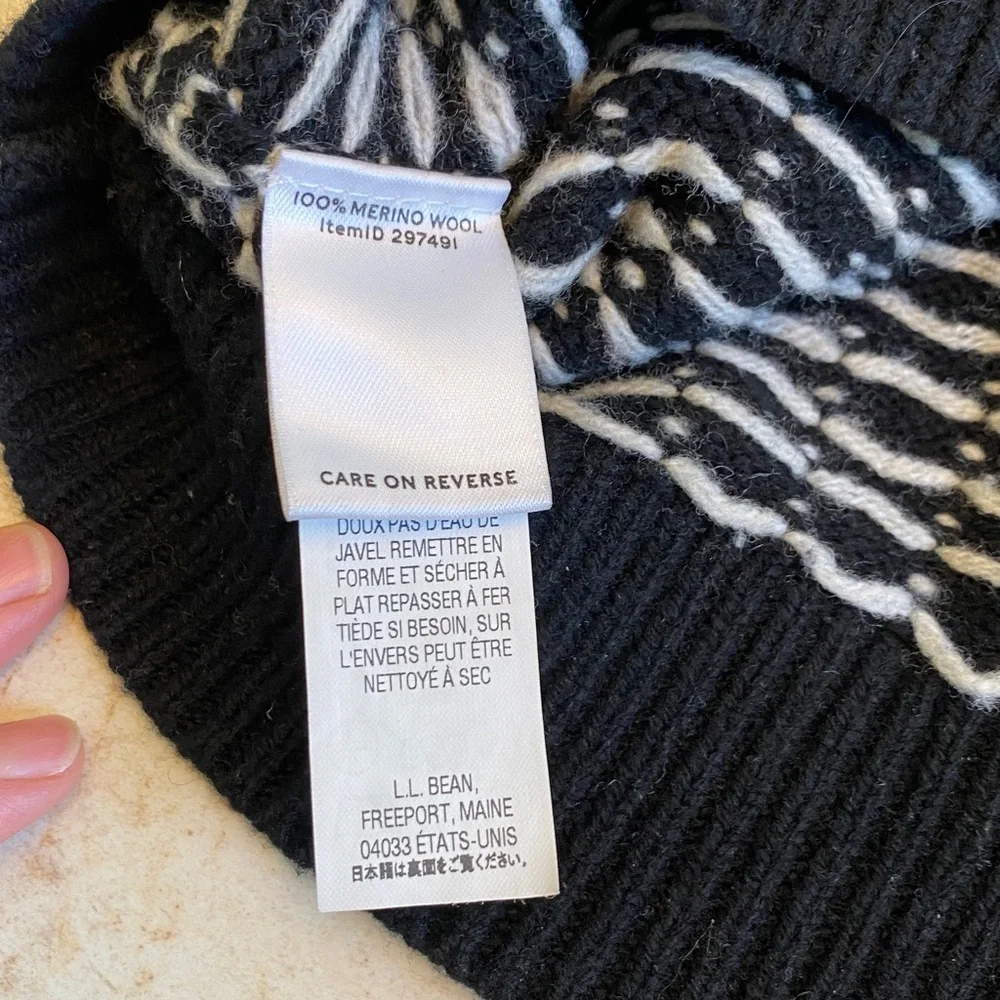 100% MERINO WOOL
ItemID 297491
CARE ON REVERSE
DOUX PAS D'EAU DE
JAVEL REMETTRE EN
FORME ET SÉCHER À
PLAT REPASSER À FER
TIÈDE SI BESOIN, SUR
L'ENVERS PEUT ÊTRE
NETTOYÉ À SEC
L.L. BEAN,
FREEPORT, MAINE
04033 ÉTATS-UNIS
日本語は裏面をご覧ください。